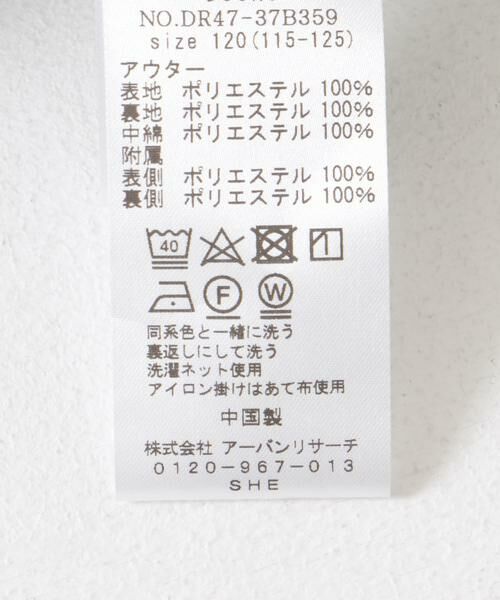 NO.DR47-37B359
size 120(115-125)
アウター
表地 ポリエステル 100%
裏地 ポリエステル 100%
中綿 ポリエステル 100%
附属
表側 ポリエステル 100%
裏側 ポリエステル 100%
40
F W
同系色と一緒に洗う
裏返しにして洗う
洗濯ネット使用
アイロン掛けはあて布使用
中国製
株式会社 アーバンリサーチ
0120-967-013
SHE